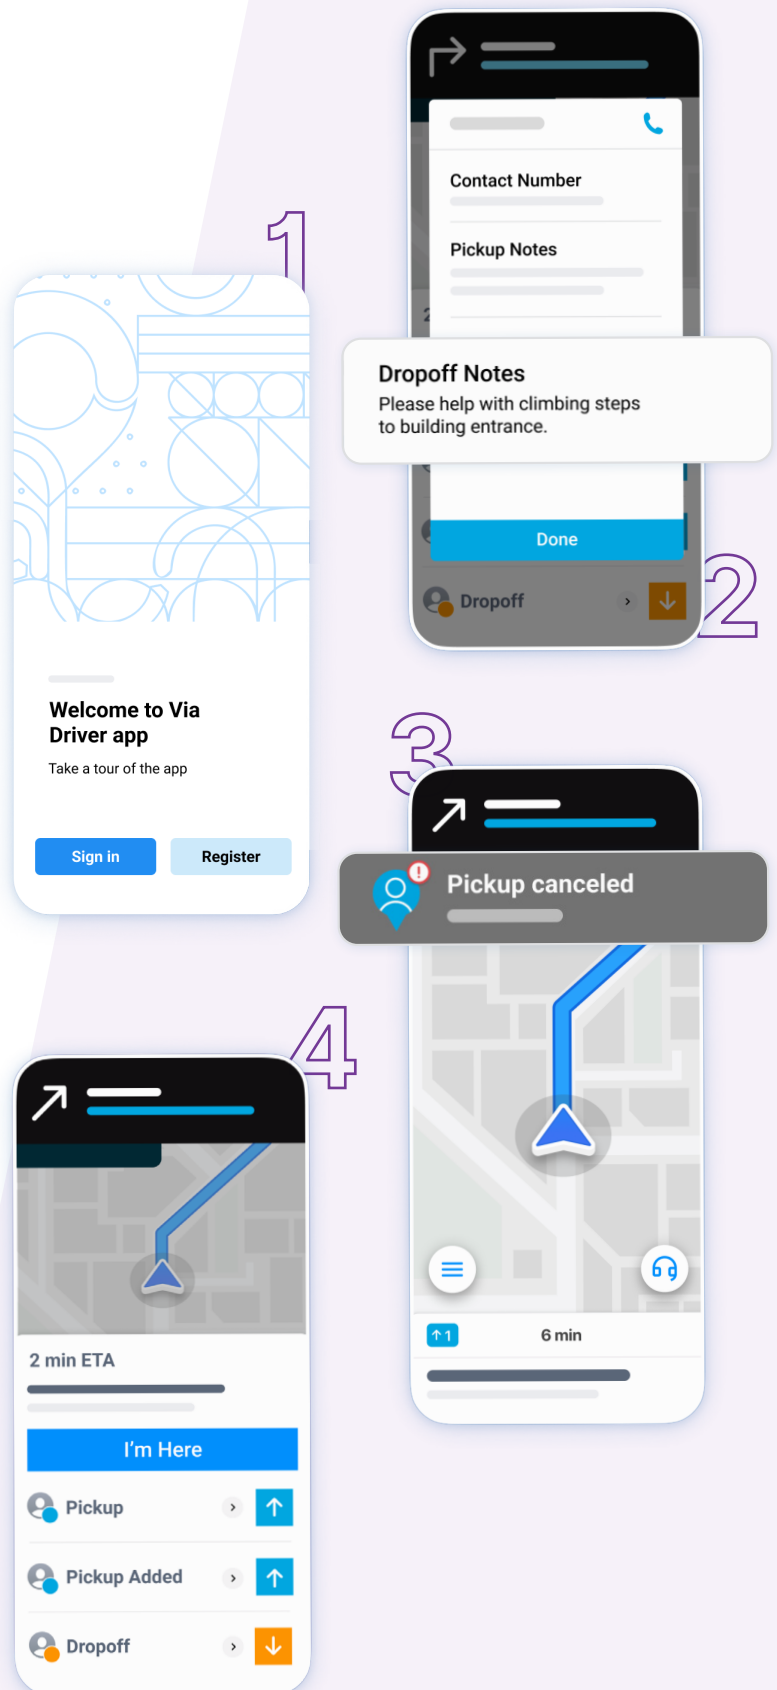 1
Welcome to Via
Driver app
Take a tour of the app
Sign in
Register
2
Contact Number
Pickup Notes
2
Dropoff Notes
Please help with climbing steps
to building entrance.
Done
Dropoff
3
Pickup canceled
1
6 min
4
2 min ETA
I'm Here
Pickup
Pickup Added
Dropoff